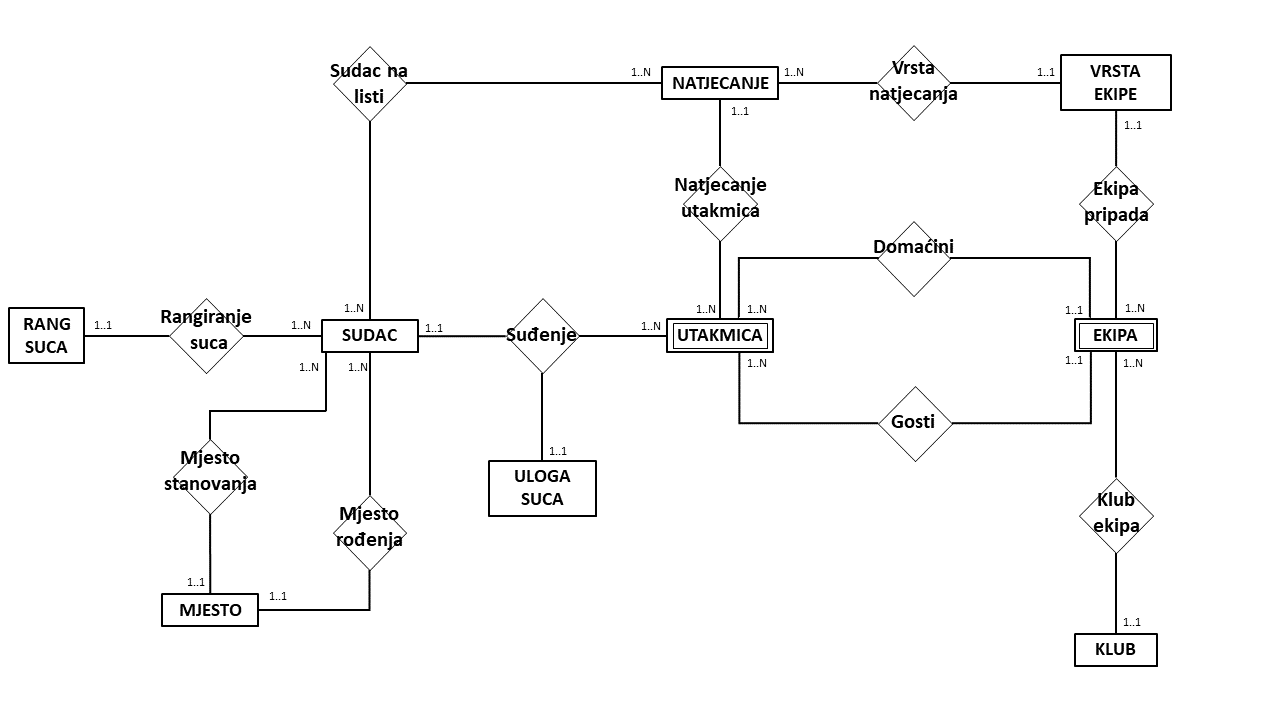 Sudac na
listi
1..N
NATJECANJE
1..N
Vrsta
natjecanja
1..1
VRSTA
EKIPE
1..1
1..1
Natjecanje
utakmica
Ekipa
pripada
Domaćini
RANG
SUCA
1..1
Rangiranje
suca
1..N
1..N
SUDAC
1..1
Suđenje
1..N
1..N
1..N
UTAKMICA
1..N
1..1
1..N
EKIPA
1..1
1..N
1..N
1..N
Gosti
Mjesto
stanovanja
1..1
ULOGA
SUCA
Mjesto
rođenja
Klub
ekipa
1..1
MJESTO
1..1
1..1
KLUB